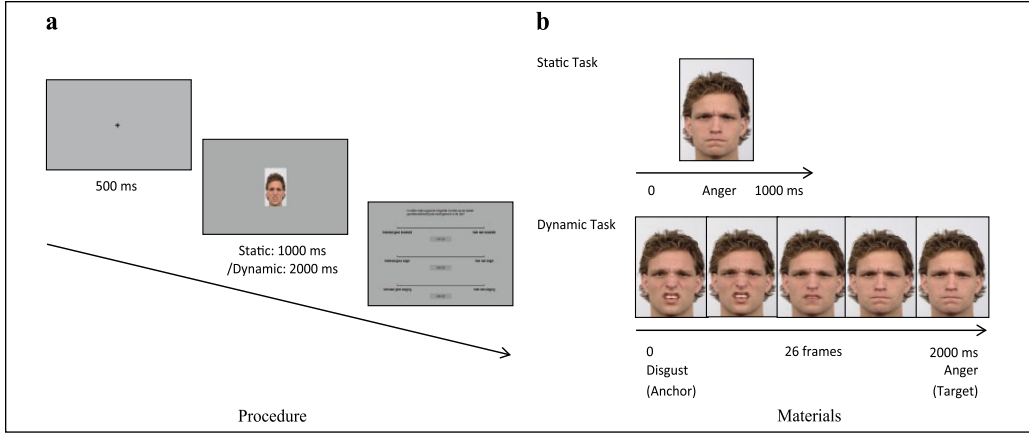 a
500 ms
Static: 1000 ms
/Dynamic: 2000 ms
Procedure
b
Static Task
0 Anger 1000 ms
Dynamic Task
0 26 frames 2000 ms
Disgust Anger
(Anchor) (Target)
Materials